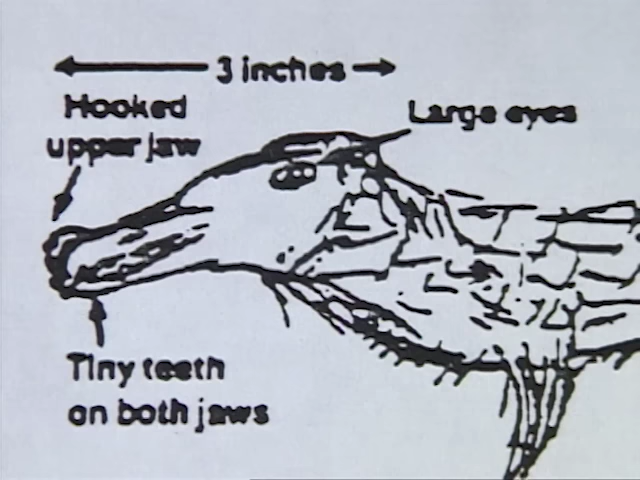 3 inches
Hooked
upper jaw
Large eyes
Tiny teeth
on both jaws